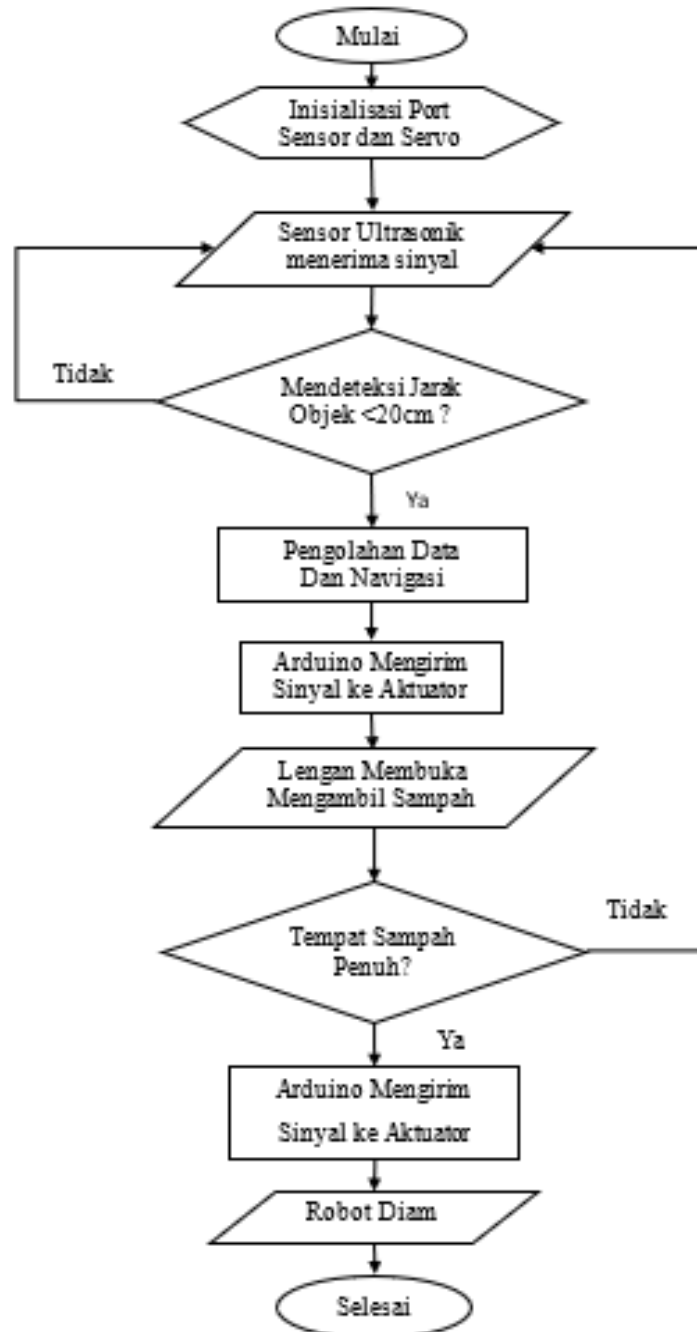 Mulai
Inisialisasi Port
Sensor dan Servo
Sensor Ultrasonik
menerima sinyal
Tidak
Mendeteksi Jarak
Objek <20cm ?
Ya
Pengolahan Data
Dan Navigasi
Arduino Mengirim
Sinyal ke Aktuator
Lengan Membuka
Mengambil Sampah
Tidak
Tempat Sampah
Penuh?
Ya
Arduino Mengirim
Sinyal ke Aktuator
Robot Diam
Selesai